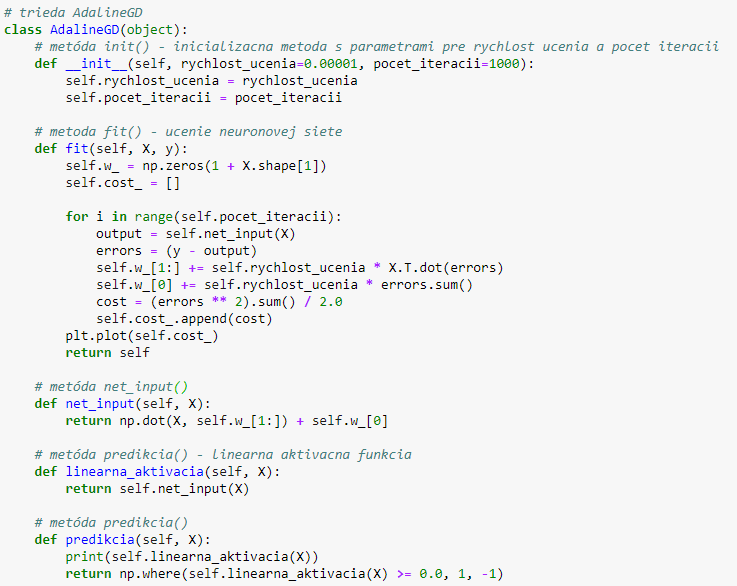 # trieda AdalineGD
class AdalineGD(object):
    # metóda init() - inicializacna metoda s parametrami pre rychlost ucenia a pocet iteracii
    def __init__(self, rychlost_ucenia=0.00001, pocet_iteracii=1000):
        self.rychlost_ucenia = rychlost_ucenia
        self.pocet_iteracii = pocet_iteracii

    # metoda fit() - ucenie neuronovej siete
    def fit(self, X, y):
        self.w_ = np.zeros(1 + X.shape[1])
        self.cost_ = []

        for i in range(self.pocet_iteracii):
            output = self.net_input(X)
            errors = (y - output)
            self.w_[1:] += self.rychlost_ucenia * X.T.dot(errors)
            self.w_[0] += self.rychlost_ucenia * errors.sum()
            cost = (errors ** 2).sum() / 2.0
            self.cost_.append(cost)
        plt.plot(self.cost_)
        return self

    # metóda net_input()
    def net_input(self, X):
        return np.dot(X, self.w_[1:]) + self.w_[0]

    # metóda predikcia() - linearna aktivacna funkcia
    def linearna_aktivacia(self, X):
        return self.net_input(X)

    # metóda predikcia()
    def predikcia(self, X):
        print(self.linearna_aktivacia(X))
        return np.where(self.linearna_aktivacia(X) >= 0.0, 1, -1)